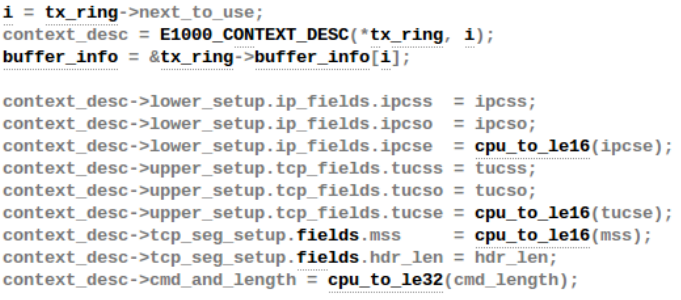 i = tx_ring->next_to_use;
context_desc = E1000_CONTEXT_DESC(*tx_ring, i);
buffer_info = &tx_ring->buffer_info[i];
context_desc->lower_setup.ip_fields.ipcss  = ipcss;
context_desc->lower_setup.ip_fields.ipcso  = ipcso;
context_desc->lower_setup.ip_fields.ipcse  = cpu_to_le16(ipcse);
context_desc->upper_setup.tcp_fields.tucss = tucss;
context_desc->upper_setup.tcp_fields.tucso = tucso;
context_desc->upper_setup.tcp_fields.tucse = cpu_to_le16(tucse);
context_desc->tcp_seg_setup.fields.mss     = cpu_to_le16(mss);
context_desc->tcp_seg_setup.fields.hdr_len = hdr_len;
context_desc->cmd_and_length = cpu_to_le32(cmd_length);